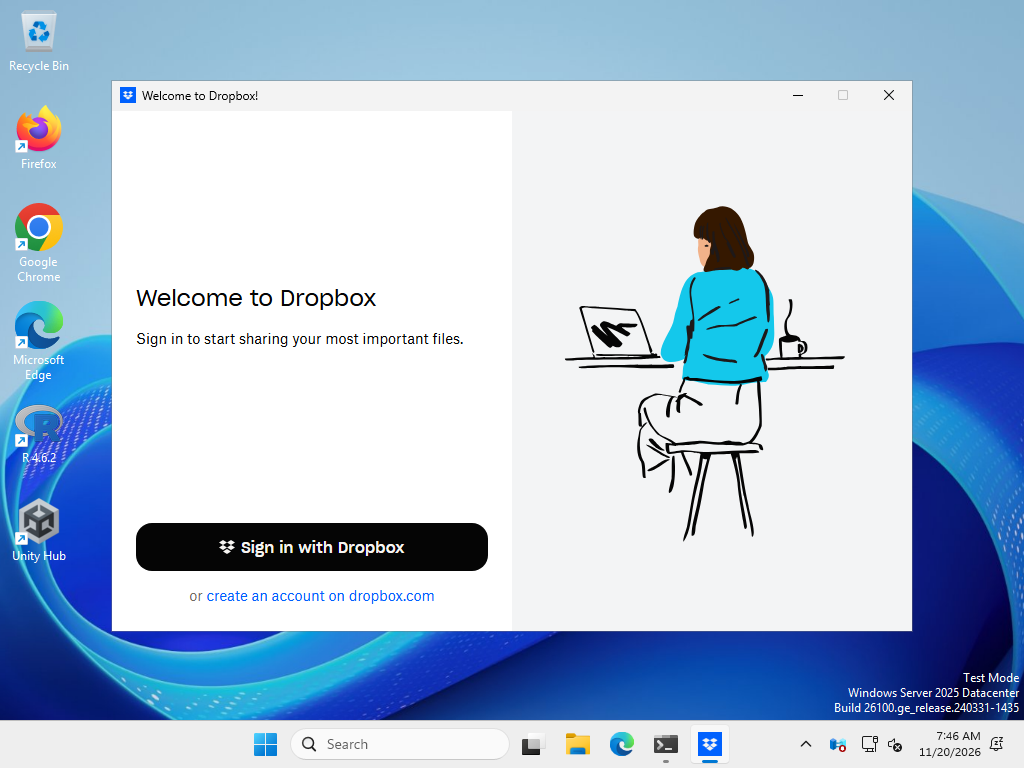 Recycle Bin
Firefox
Google
Chrome
Microsoft
Edge
R 4.6.2
Unity Hub
Welcome to Dropbox!
Welcome to Dropbox
Sign in to start sharing your most important files.
Sign in with Dropbox
or create an account on dropbox.com
Test Mode
Windows Server 2025 Datacenter
Build 26100.ge_release.240331-1435
Search
7:46 AM
11/20/2026